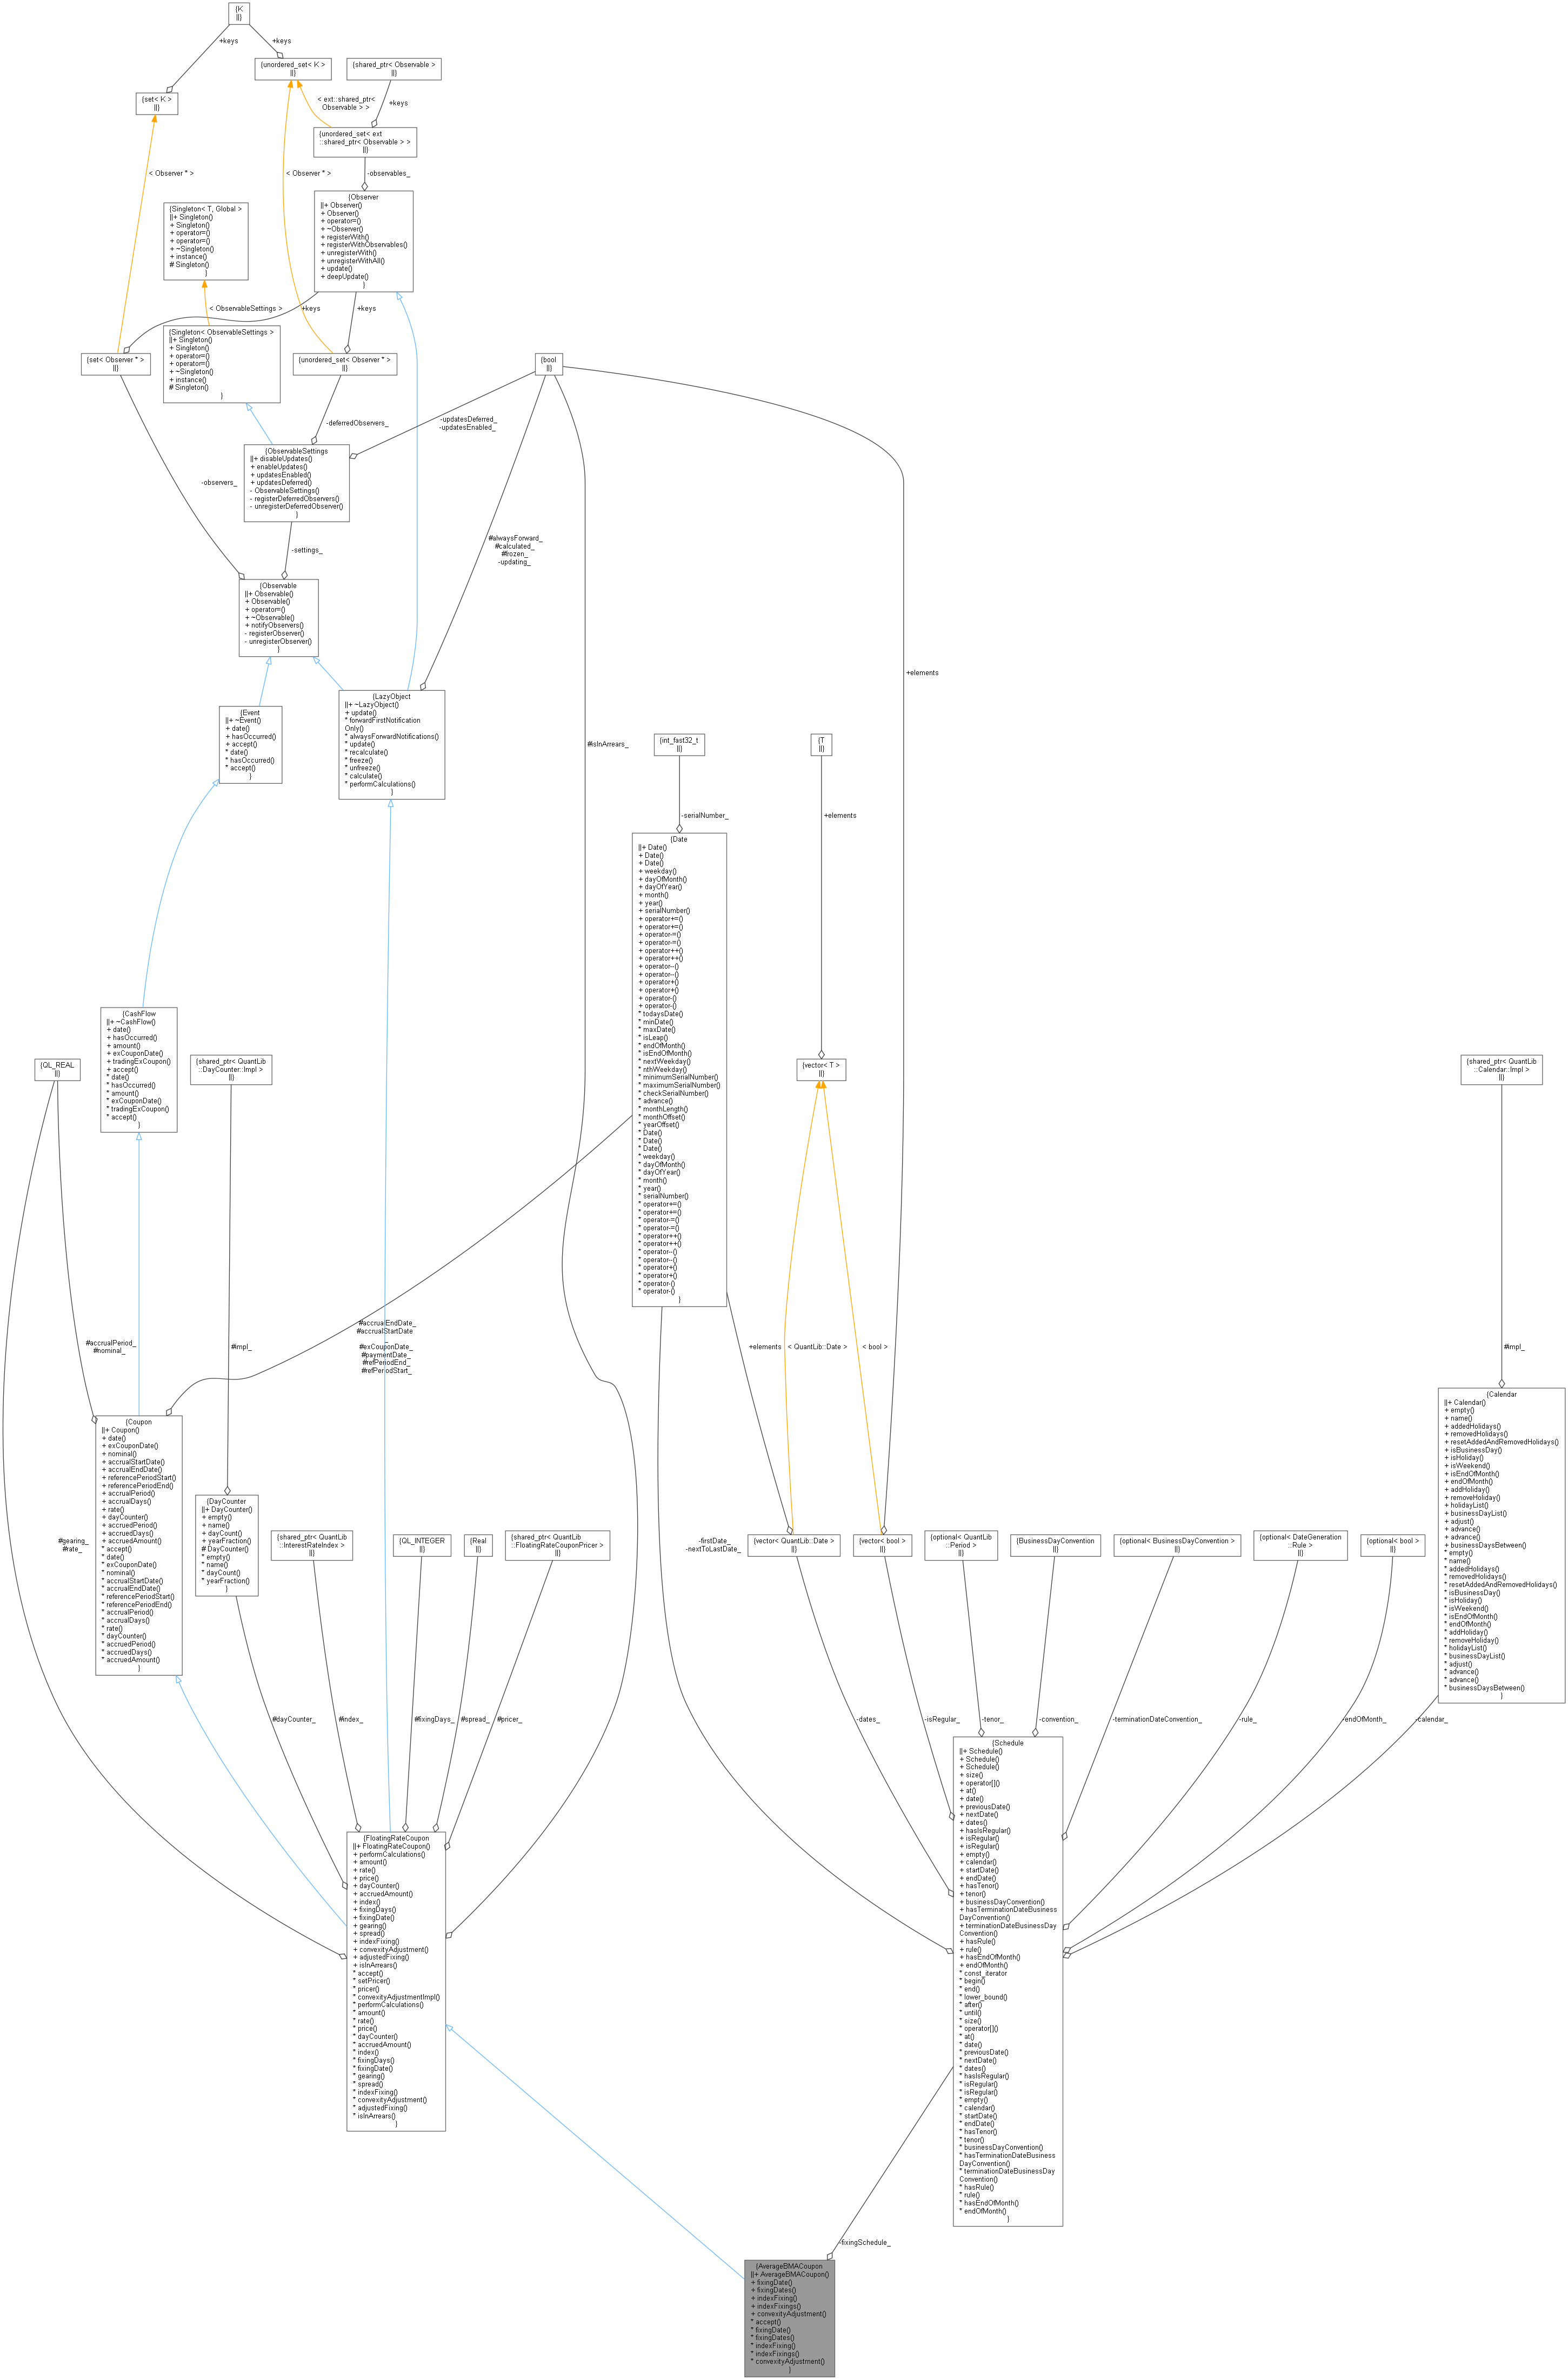 {K
||}
+keys
+keys
{unordered_set< K >
||}
{shared_ptr< Observable >
||}
{set< K >
||}
< ext::shared_ptr<
Observable > >
+keys
{unordered_set< ext
::shared_ptr< Observable > >
||}
< Observer * >
< Observer * >
-observables_
{Observer
||+ Observer()
+ Observer()
+ operator=()
+ ~Observer()
+ registerWith()
+ registerWithObservables()
+ unregisterWith()
+ unregisterWithAll()
+ update()
+ deepUpdate()
}
{Singleton< T, Global >
||+ Singleton()
+ Singleton()
+ operator=()
+ operator=()
+ ~Singleton()
+ instance()
# Singleton()
}
< ObservableSettings >
+keys
+keys
{Singleton< ObservableSettings >
||+ Singleton()
+ Singleton()
+ operator=()
+ operator=()
+ ~Singleton()
+ instance()
# Singleton()
}
{set< Observer * >
||}
{unordered_set< Observer * >
||}
{bool
||}
-deferredObservers_
-updatesDeferred_
-updatesEnabled_
{ObservableSettings
||+ disableUpdates()
+ enableUpdates()
+ updatesEnabled()
+ updatesDeferred()
- ObservableSettings()
- registerDeferredObservers()
- unregisterDeferredObserver()
}
-observers_
-settings_
#alwaysForward_
#calculated_
#frozen_
-updating_
{Observable
||+ Observable()
+ Observable()
+ operator=()
+ ~Observable()
+ notifyObservers()
- registerObserver()
- unregisterObserver()
}
+elements
{LazyObject
||+ ~LazyObject()
+ update()
* forwardFirstNotification
Only()
* alwaysForwardNotifications()
* update()
* recalculate()
* freeze()
* unfreeze()
* calculate()
* performCalculations()
}
{Event
||+ ~Event()
+ date()
+ hasOccurred()
+ accept()
* date()
* hasOccurred()
* accept()
}
#isInArrears_
{int_fast32_t
||}
{T
||}
-serialNumber_
+elements
{Date
||+ Date()
+ Date()
+ Date()
+ weekday()
+ dayOfMonth()
+ dayOfYear()
+ month()
+ year()
+ serialNumber()
+ operator+=()
+ operator+=()
+ operator-=()
+ operator-=()
+ operator++()
+ operator++()
+ operator--()
+ operator--()
+ operator+()
+ operator+()
+ operator-()
+ operator-()
* todaysDate()
* minDate()
* maxDate()
* isLeap()
* endOfMonth()
* isEndOfMonth()
* nextWeekday()
* nthWeekday()
* minimumSerialNumber()
* maximumSerialNumber()
* checkSerialNumber()
* advance()
* monthLength()
* monthOffset()
* yearOffset()
* Date()
* Date()
* Date()
* weekday()
* dayOfMonth()
* dayOfYear()
* month()
* year()
* serialNumber()
* operator+=()
* operator+=()
* operator-=()
* operator-=()
* operator++()
* operator++()
* operator--()
* operator--()
* operator+()
* operator+()
* operator-()
* operator-()
}
{CashFlow
||+ ~CashFlow()
+ date()
+ hasOccurred()
+ amount()
+ exCouponDate()
+ tradingExCoupon()
+ accept()
* date()
* hasOccurred()
* amount()
* exCouponDate()
* tradingExCoupon()
* accept()
}
{QL_REAL
||}
{shared_ptr< QuantLib
::DayCounter::Impl >
||}
{vector< T >
||}
{shared_ptr< QuantLib
::Calendar::Impl >
||}
#accrualPeriod_
#nominal_
#impl_
#accrualEndDate_
#accrualStartDate
_
#exCouponDate_
#paymentDate_
#refPeriodEnd_
#refPeriodStart_
+elements
< QuantLib::Date >
< bool >
#impl_
{Coupon
||+ Coupon()
+ date()
+ exCouponDate()
+ nominal()
+ accrualStartDate()
+ accrualEndDate()
+ referencePeriodStart()
+ referencePeriodEnd()
+ accrualPeriod()
+ accrualDays()
+ rate()
+ dayCounter()
+ accruedPeriod()
+ accruedDays()
+ accruedAmount()
* accept()
* date()
* exCouponDate()
* nominal()
* accrualStartDate()
* accrualEndDate()
* referencePeriodStart()
* referencePeriodEnd()
* accrualPeriod()
* accrualDays()
* rate()
* dayCounter()
* accruedPeriod()
* accruedDays()
* accruedAmount()
}
{Calendar
||+ Calendar()
+ empty()
+ name()
+ addedHolidays()
+ removedHolidays()
+ resetAddedAndRemovedHolidays()
+ isBusinessDay()
+ isHoliday()
+ isWeekend()
+ isEndOfMonth()
+ endOfMonth()
+ addHoliday()
+ removeHoliday()
+ holidayList()
+ businessDayList()
+ adjust()
+ advance()
+ advance()
+ businessDaysBetween()
* empty()
* name()
* addedHolidays()
* removedHolidays()
* resetAddedAndRemovedHolidays()
* isBusinessDay()
* isHoliday()
* isWeekend()
* isEndOfMonth()
* endOfMonth()
* addHoliday()
* removeHoliday()
* holidayList()
* businessDayList()
* adjust()
* advance()
* advance()
* businessDaysBetween()
}
{DayCounter
||+ DayCounter()
+ empty()
+ name()
+ dayCount()
+ yearFraction()
# DayCounter()
* empty()
* name()
* dayCount()
* yearFraction()
}
#gearing_
#rate_
{shared_ptr< QuantLib
::InterestRateIndex >
||}
{QL_INTEGER
||}
{Real
||}
{shared_ptr< QuantLib
::FloatingRateCouponPricer >
||}
-firstDate_
-nextToLastDate_
{vector< QuantLib::Date >
||}
{vector< bool >
||}
{optional< QuantLib
::Period >
||}
{BusinessDayConvention
||}
{optional< BusinessDayConvention >
||}
{optional< DateGeneration
::Rule >
||}
{optional< bool >
||}
#dayCounter_
#index_
#fixingDays_
#spread_
#pricer_
-dates_
-isRegular_
-tenor_
-convention_
-terminationDateConvention_
-rule_
-endOfMonth_
-calendar_
{Schedule
||+ Schedule()
+ Schedule()
+ Schedule()
+ size()
+ operator[]()
+ at()
+ date()
+ previousDate()
+ nextDate()
+ dates()
+ hasIsRegular()
+ isRegular()
+ isRegular()
+ empty()
+ calendar()
+ startDate()
+ endDate()
+ hasTenor()
+ tenor()
+ businessDayConvention()
+ hasTerminationDateBusiness
DayConvention()
+ terminationDateBusinessDay
Convention()
+ hasRule()
+ rule()
+ hasEndOfMonth()
+ endOfMonth()
* const_iterator
* begin()
* end()
* lower_bound()
* after()
* until()
* size()
* operator[]()
* at()
* date()
* previousDate()
* nextDate()
* dates()
* hasIsRegular()
* isRegular()
* isRegular()
* empty()
* calendar()
* startDate()
* endDate()
* hasTenor()
* tenor()
* businessDayConvention()
* hasTerminationDateBusiness
DayConvention()
* terminationDateBusinessDay
Convention()
* hasRule()
* rule()
* hasEndOfMonth()
* endOfMonth()
}
{FloatingRateCoupon
||+ FloatingRateCoupon()
+ performCalculations()
+ amount()
+ rate()
+ price()
+ dayCounter()
+ accruedAmount()
+ index()
+ fixingDays()
+ fixingDate()
+ gearing()
+ spread()
+ indexFixing()
+ convexityAdjustment()
+ adjustedFixing()
+ isInArrears()
* accept()
* setPricer()
* pricer()
* convexityAdjustmentImpl()
* performCalculations()
* amount()
* rate()
* price()
* dayCounter()
* accruedAmount()
* index()
* fixingDays()
* fixingDate()
* gearing()
* spread()
* indexFixing()
* convexityAdjustment()
* adjustedFixing()
* isInArrears()
}
-fixingSchedule_
{AverageBMACoupon
||+ AverageBMACoupon()
+ fixingDate()
+ fixingDates()
+ indexFixing()
+ indexFixings()
+ convexityAdjustment()
* accept()
* fixingDate()
* fixingDates()
* indexFixing()
* indexFixings()
* convexityAdjustment()
}